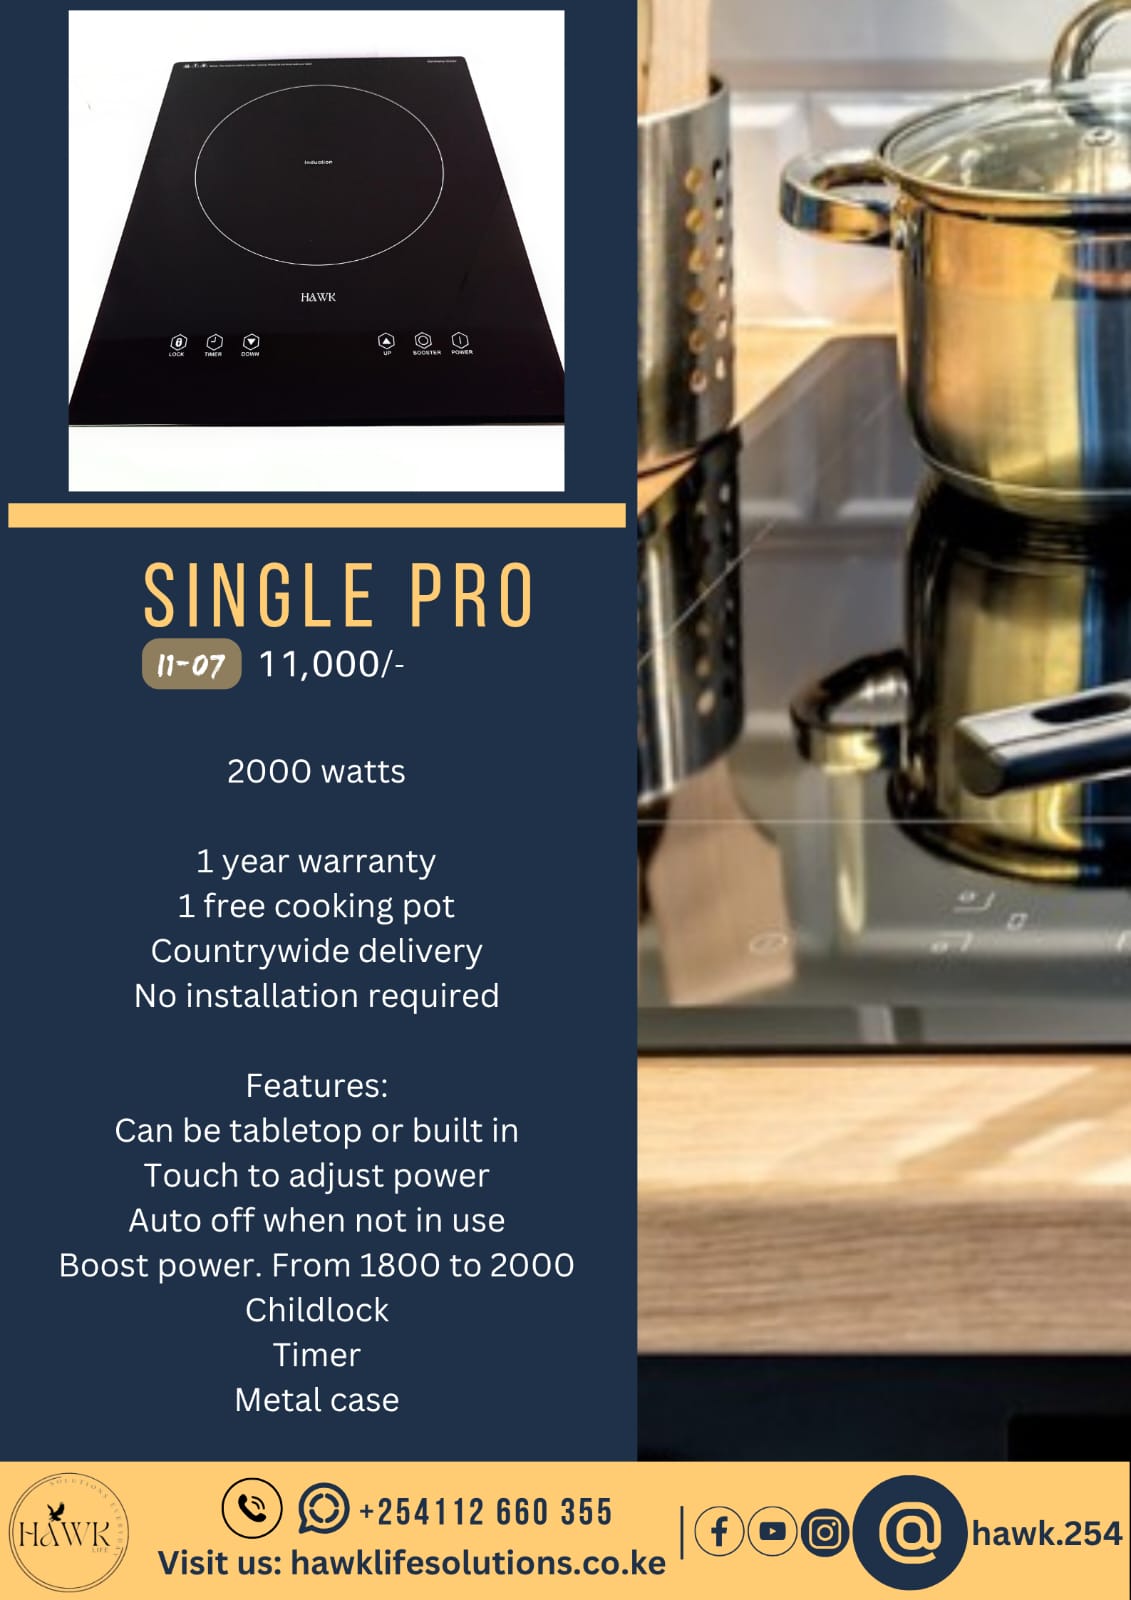 Induction
HAWK
LOCK TIMER DOWN UP BOOSTER POWER
SINGLE PRO
11-07 11,000/-
2000 watts
1 year warranty
1 free cooking pot
Countrywide delivery
No installation required
Features:
Can be tabletop or built in
Touch to adjust power
Auto off when not in use
Boost power. From 1800 to 2000
Childlock
Timer
Metal case
SOLUTIONS EVERYDAY
HAWK
LIFE
+254112 660 355
Visit us: hawklifesolutions.co.ke
@ hawk.254